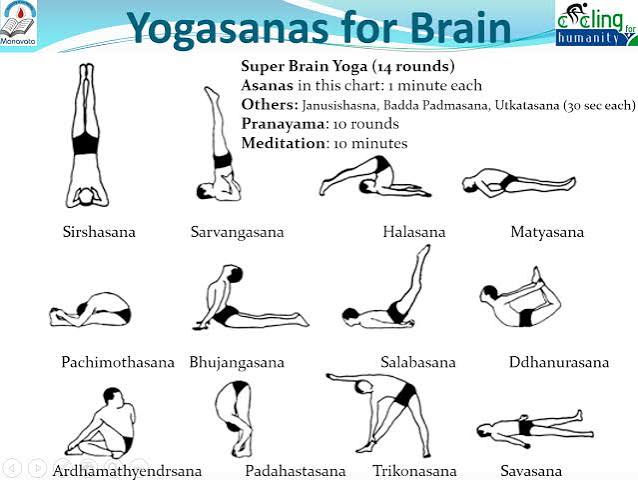 Manavata
Yogasanas for Brain
cycling for
humanity
Super Brain Yoga (14 rounds)
Asanas in this chart: 1 minute each
Others: Janusishasna, Badda Padmasana, Utkatasana (30 sec each)
Pranayama: 10 rounds
Meditation: 10 minutes
Sirshasana Sarvangasana Halasana Matyasana
Pachimothasana Bhujangasana Salabasana Ddhanurasana
Ardhamathyendrsana Padahastasana Trikonasana Savasana